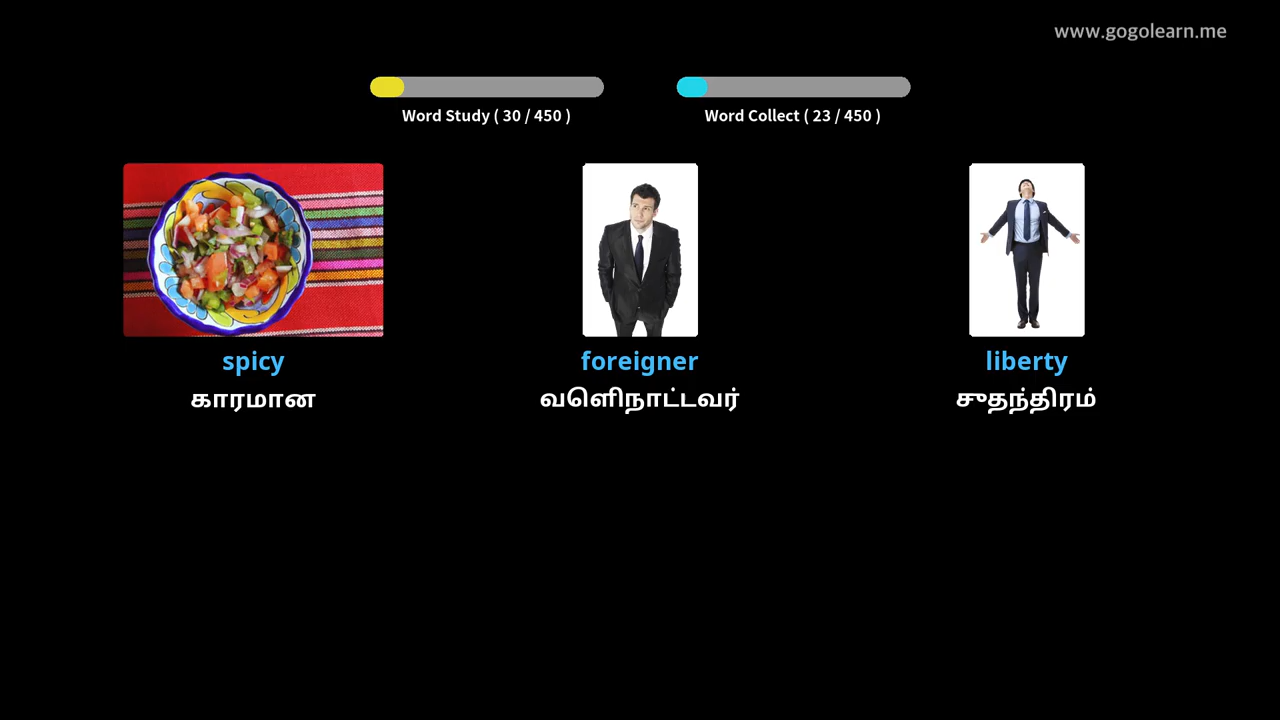 www.gogolearn.me
Word Study ( 30 / 450 )
Word Collect ( 23 / 450 )
spicy
foreigner
liberty
காரமான
வெளிநாட்டவர்
சுதந்திரம்